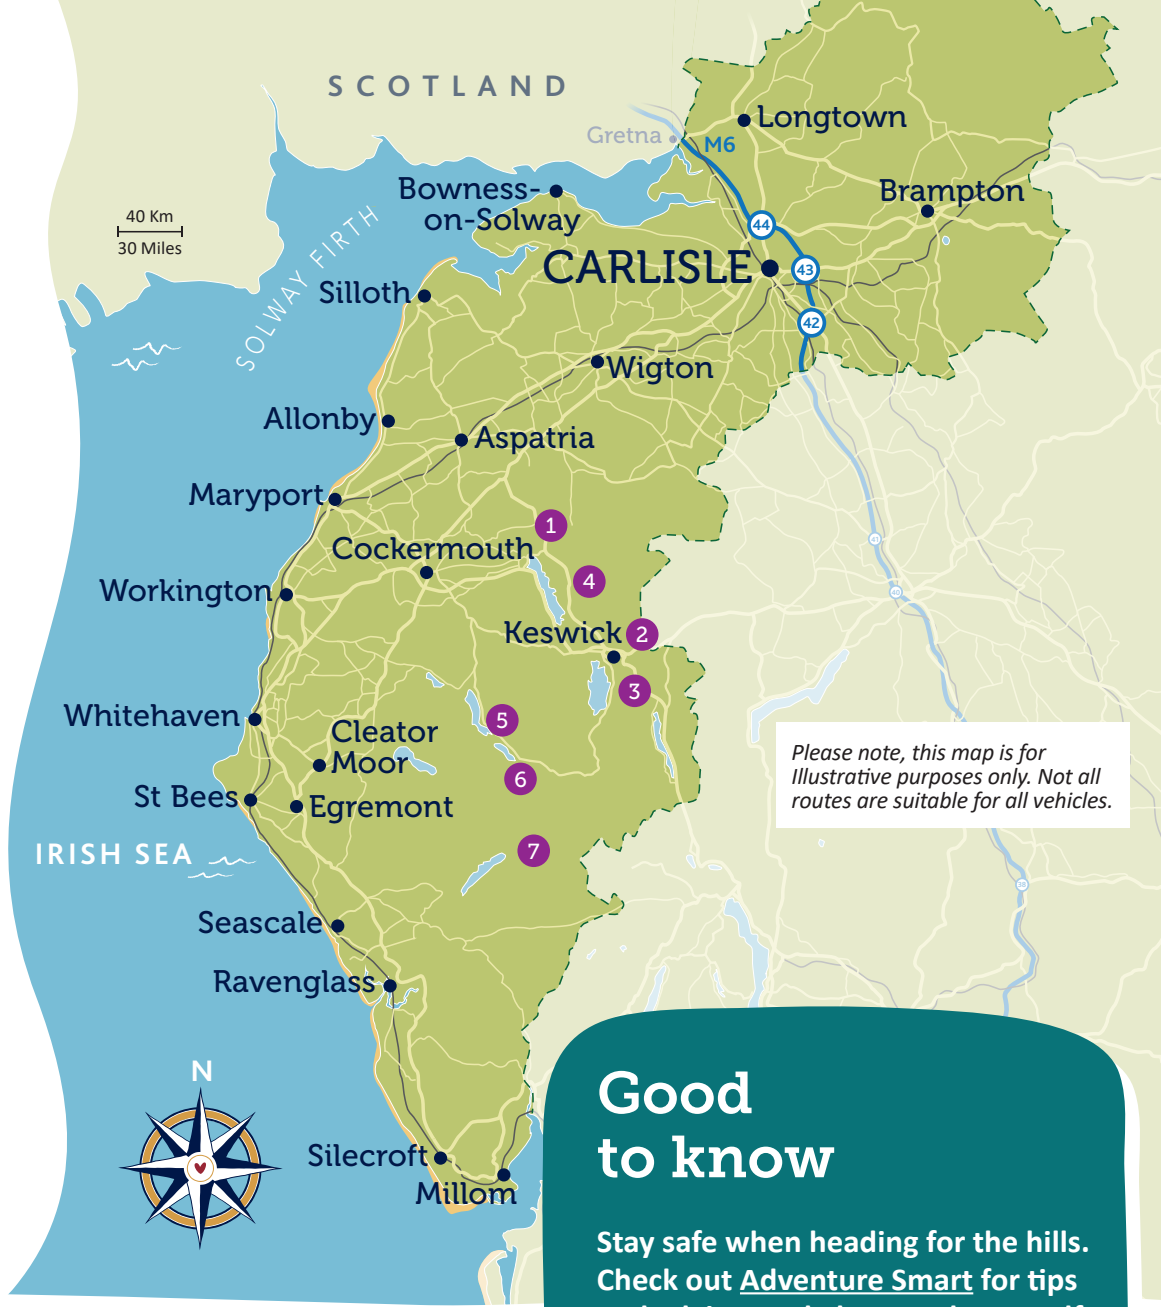 SCOTLAND
Longtown
Gretna
M6
Bowness-
on-Solway
Brampton
40 Km
30 Miles
44
SOLWAY FIRTH
CARLISLE
43
Silloth
42
Wigton
Allonby
Aspatria
Maryport
1
41
Cockermouth
4
Workington
40
Keswick
2
3
Whitehaven
5
Cleator
Moor
Please note, this map is for
Illustrative purposes only. Not all
routes are suitable for all vehicles.
6
St Bees
Egremont
IRISH SEA
7
Seascale
Ravenglass
N
Good
to know
Silecroft
Millom
Stay safe when heading for the hills.
Check out Adventure Smart for tips